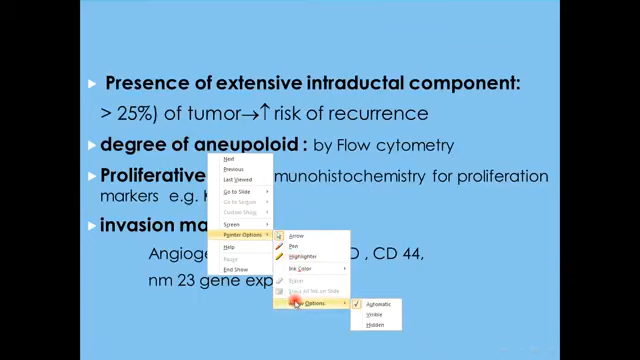 Presence of extensive intraductal component:
> 25%) of tumor→↑ risk of recurrence
degree of aneupoloid : by Flow cytometry
Proliferative munohistochemistry for proliferation
markers e.g.
invasion ma
Angioge D , CD 44,
nm 23 gene exp
Next
Previous
Last Viewed
Go to Slide
Go to Section
Custom Show
Screen
Pointer Options
Help
Pause
End Show
Arrow
Pen
Highlighter
Ink Color
Eraser
Erase All Ink on Slide
Options
Automatic
Visible
Hidden